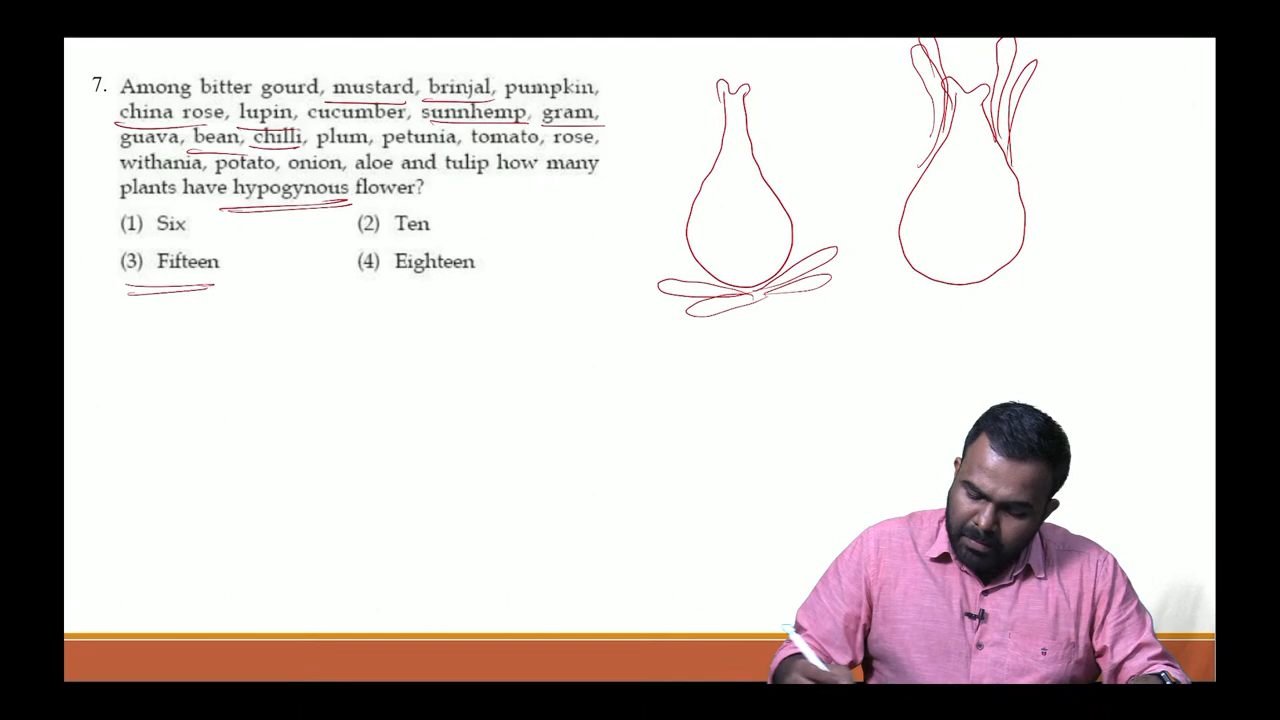 7. Among bitter gourd, mustard, brinjal, pumpkin,
china rose, lupin, cucumber, sunnhemp, gram,
guava, bean, chilli, plum, petunia, tomato, rose,
withania, potato, onion, aloe and tulip how many
plants have hypogynous flower?
(1) Six (2) Ten
(3) Fifteen (4) Eighteen